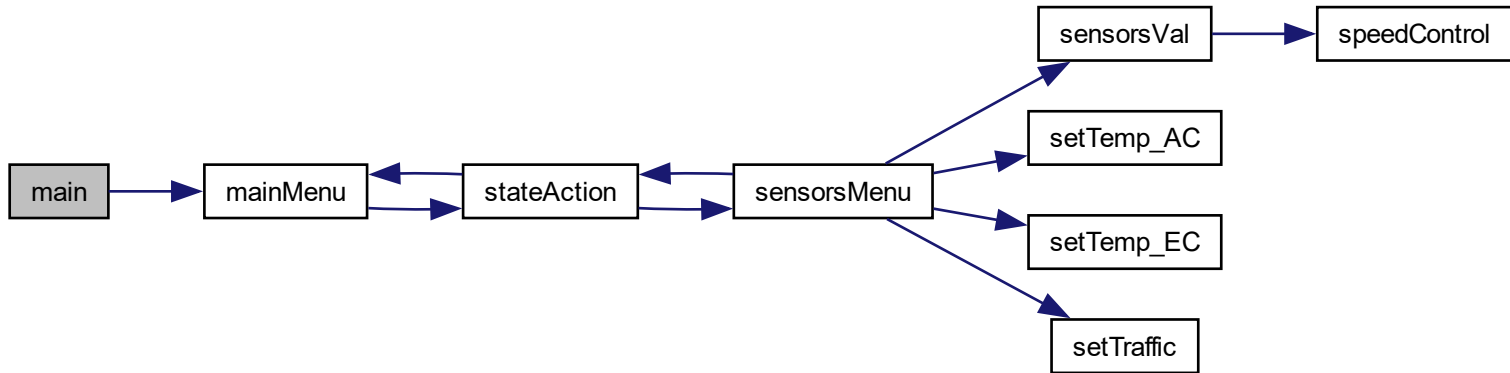 main
mainMenu
stateAction
sensorsMenu
sensorsVal
speedControl
setTemp_AC
setTemp_EC
setTraffic